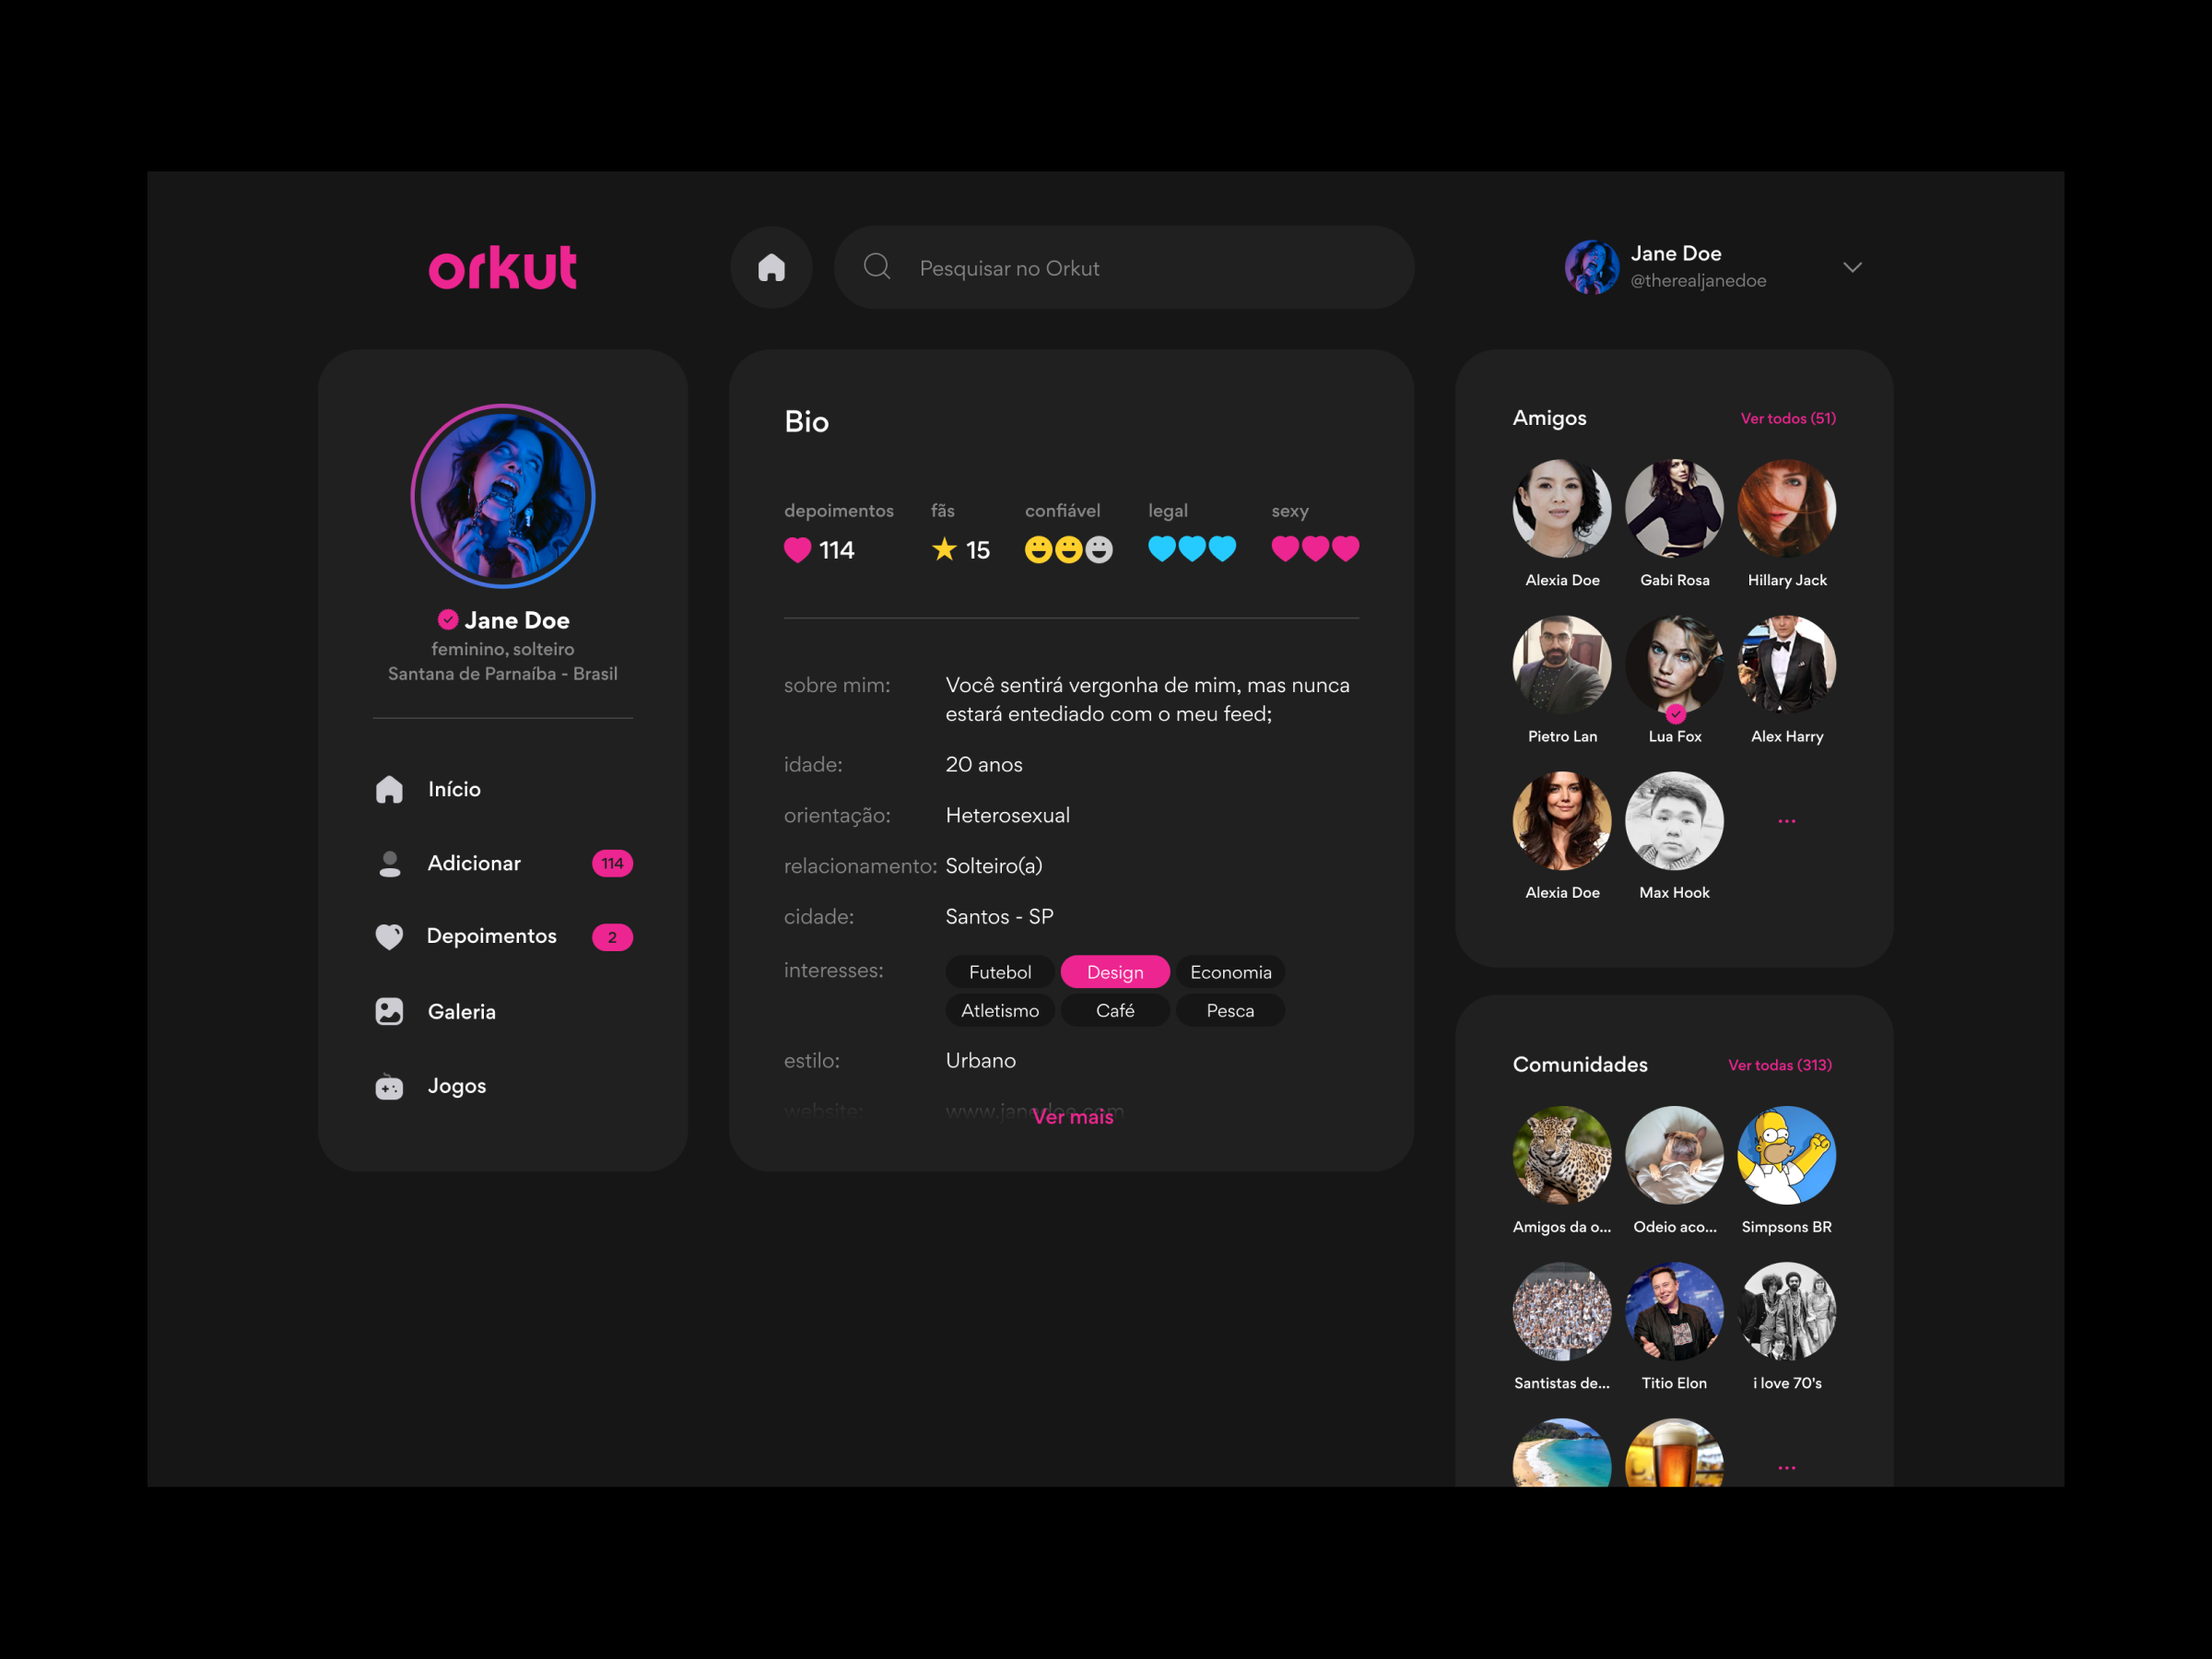 orkut
Pesquisar no Orkut
Jane Doe
@therealjanedoe
Jane Doe
feminino, solteiro
Santana de Parnaíba - Brasil
Início
Adicionar 114
Depoimentos 2
Galeria
Jogos
Bio
depoimentos fãs confiável legal sexy
114 15
sobre mim: Você sentirá vergonha de mim, mas nunca
estará entediado com o meu feed;
idade: 20 anos
orientação: Heterosexual
relacionamento: Solteiro(a)
cidade: Santos - SP
interesses: Futebol Design Economia
Atletismo Café Pesca
estilo: Urbano
website: www.janedoe.com
Ver mais
Amigos Ver todos (51)
Alexia Doe Gabi Rosa Hillary Jack
Pietro Lan Lua Fox Alex Harry
Alexia Doe Max Hook
...
Comunidades Ver todas (313)
Amigos da o... Odeio aco... Simpsons BR
Santistas de... Titio Elon i love 70's
...